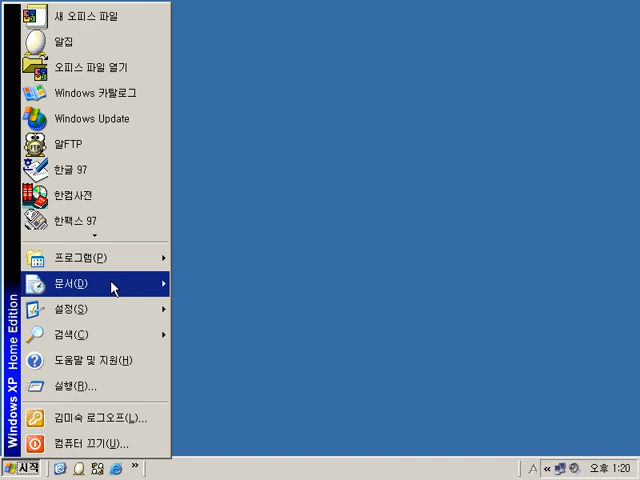 새 오피스 파일
알집
오피스 파일 열기
Windows 카탈로그
Windows Update
알FTP
한글 97
한컴사전
한팩스 97
프로그램(P)
문서(D)
설정(S)
검색(C)
도움말 및 지원(H)
실행(R)...
김미숙 로그오프(L)...
컴퓨터 끄기(U)...
Windows XP Home Edition
시작
»
A
«
오후 1:20